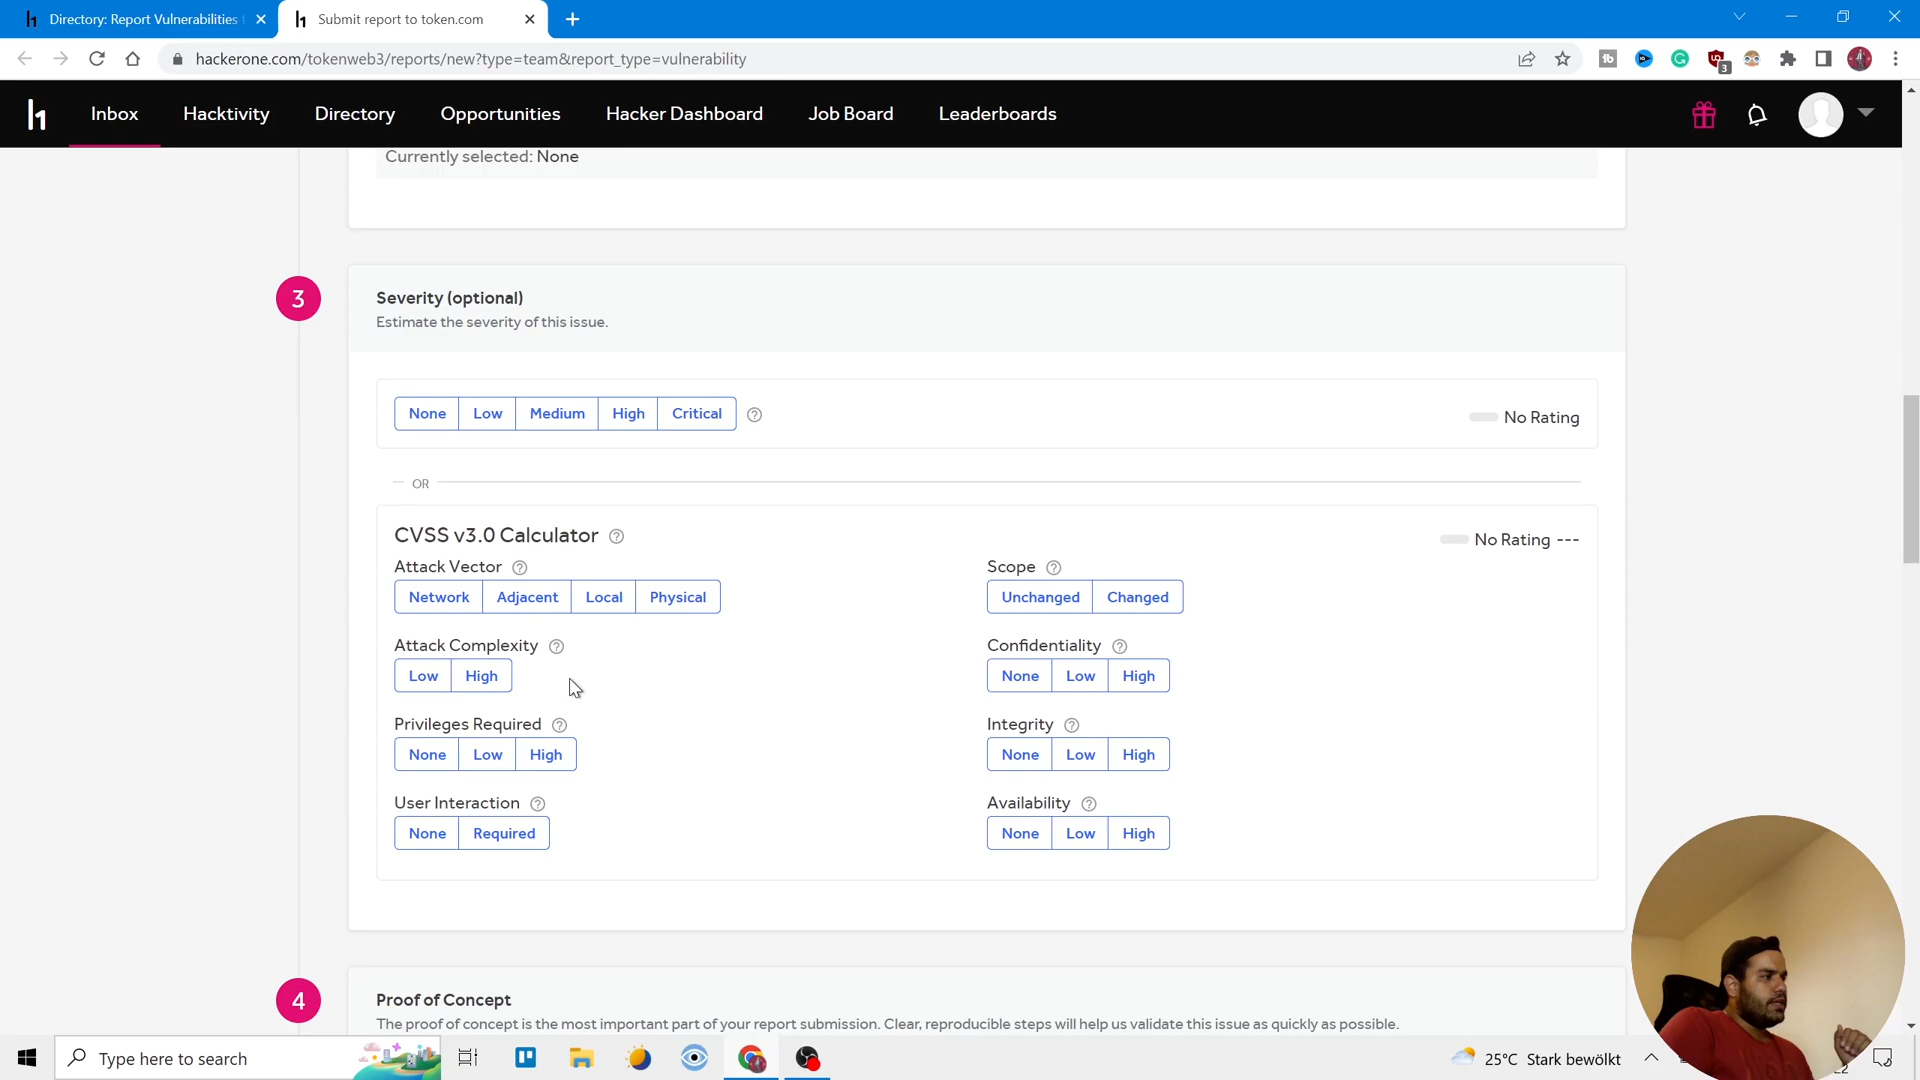 Directory: Report Vulnerabilities
Submit report to token.com
hackerone.com/tokenweb3/reports/new?type=team&report_type=vulnerability
3
Inbox Hacktivity Directory Opportunities Hacker Dashboard Job Board Leaderboards
Currently selected: None
3
Severity (optional)
Estimate the severity of this issue.
None Low Medium High Critical
No Rating
OR
CVSS v3.0 Calculator
No Rating ---
Attack Vector
Network Adjacent Local Physical
Scope
Unchanged Changed
Attack Complexity
Low High
Confidentiality
None Low High
Privileges Required
None Low High
Integrity
None Low High
User Interaction
None Required
Availability
None Low High
4
Proof of Concept
The proof of concept is the most important part of your report submission. Clear, reproducible steps will help us validate this issue as quickly as possible.
Type here to search
25°C Stark bewölkt